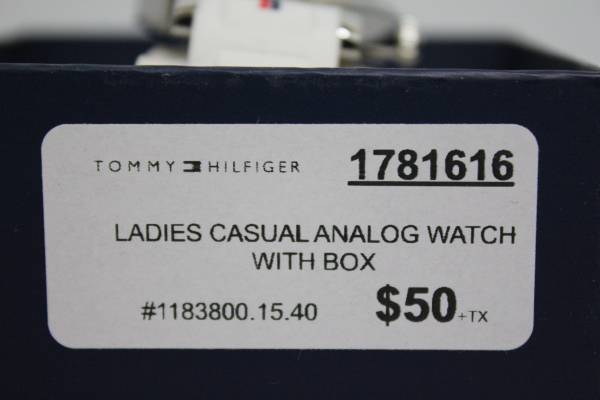 TOMMY HILFIGER 1781616
LADIES CASUAL ANALOG WATCH
WITH BOX
#1183800.15.40 $50+TX